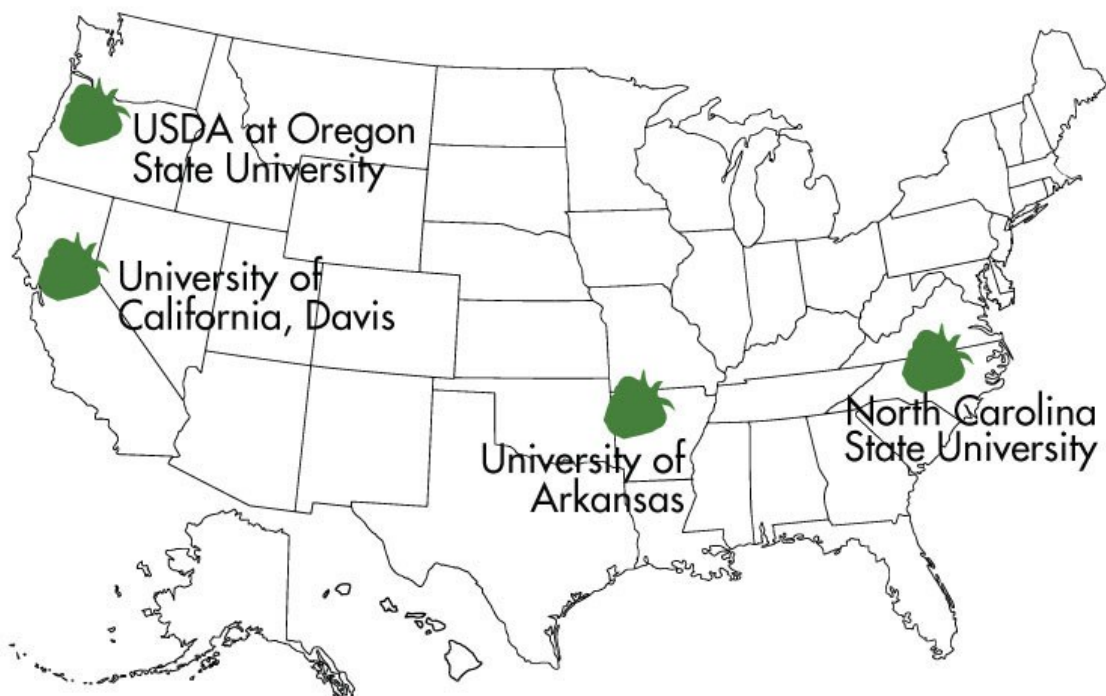 USDA at Oregon
State University
University of
California, Davis
North Carolina
State University
University of
Arkansas